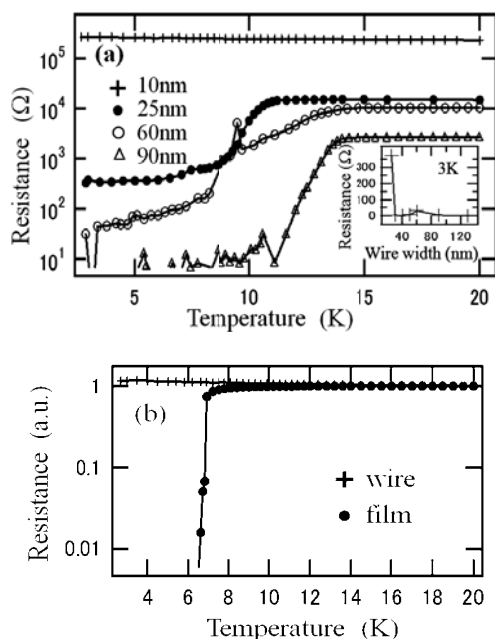 (a)
10nm
25nm
60nm
90nm
Resistance (Ω)
10^5
10^4
10^3
10^2
10^1
5
10
15
20
Temperature (K)
3K
Resistance (Ω)
300
200
100
0
40
80
120
Wire width (nm)
(b)
wire
film
Resistance (a.u.)
1
0.1
0.01
4 6 8 10 12 14 16 18 20
Temperature (K)